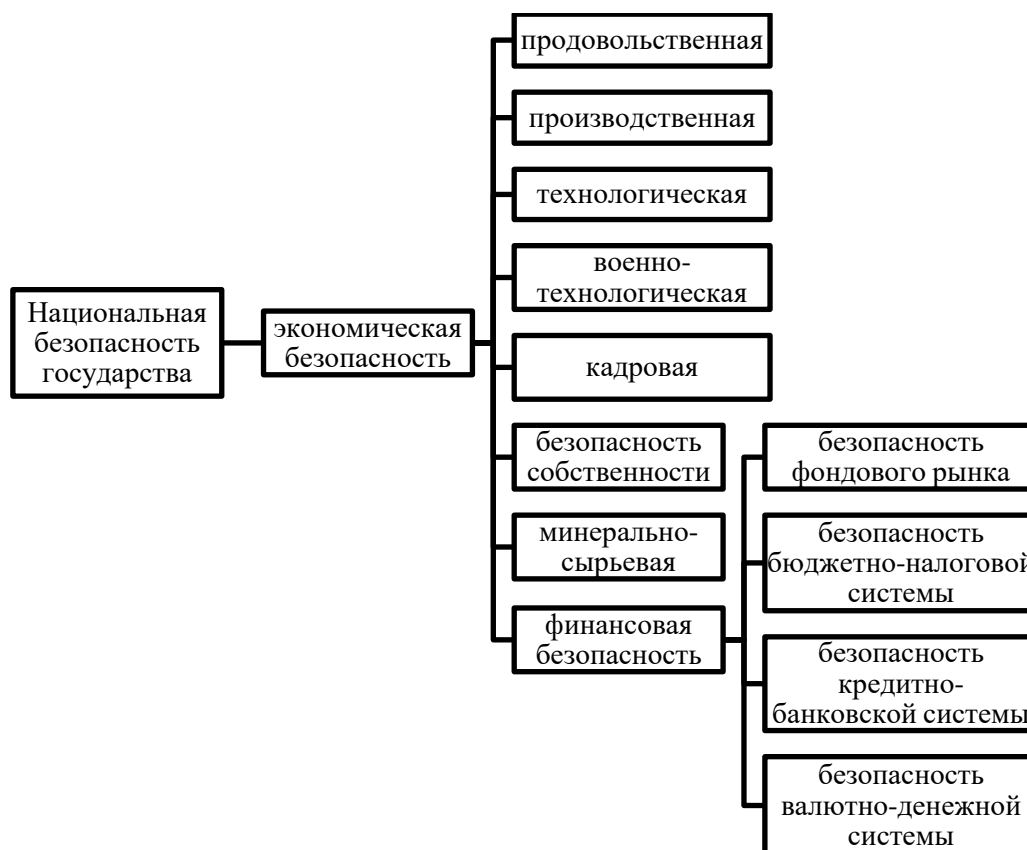 продовольственная
производственная
технологическая
военно-
технологическая
Национальная
безопасность
государства
экономическая
безопасность
кадровая
безопасность
собственности
безопасность
фондового рынка
минерально-
сырьевая
безопасность
бюджетно-налоговой
системы
финансовая
безопасность
безопасность
кредитно-
банковской системы
безопасность
валютно-денежной
системы